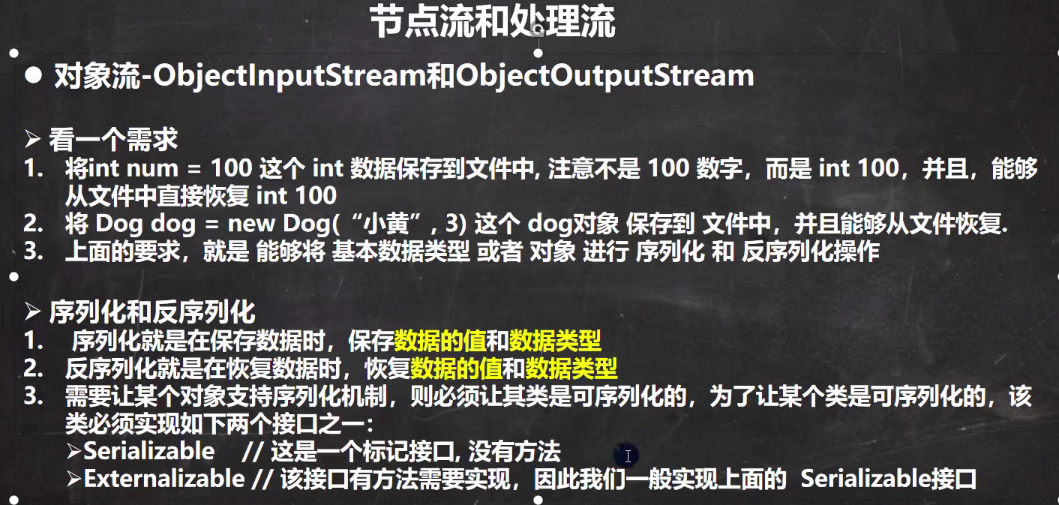 节点流和处理流
● 对象流-ObjectInputStream和ObjectOutputStream
➢ 看一个需求
1. 将int num = 100 这个 int 数据保存到文件中, 注意不是 100 数字，而是 int 100，并且，能够
从文件中直接恢复 int 100
2. 将 Dog dog = new Dog(“小黄”, 3) 这个 dog对象 保存到 文件中，并且能够从文件恢复.
3. 上面的要求，就是 能够将 基本数据类型 或者 对象 进行 序列化 和 反序列化操作
➢ 序列化和反序列化
1. 序列化就是在保存数据时，保存数据的值和数据类型
2. 反序列化就是在恢复数据时，恢复数据的值和数据类型
3. 需要让某个对象支持序列化机制，则必须让其类是可序列化的，为了让某个类是可序列化的，该
类必须实现如下两个接口之一：
➢Serializable // 这是一个标记接口, 没有方法
➢Externalizable // 该接口有方法需要实现，因此我们一般实现上面的 Serializable接口